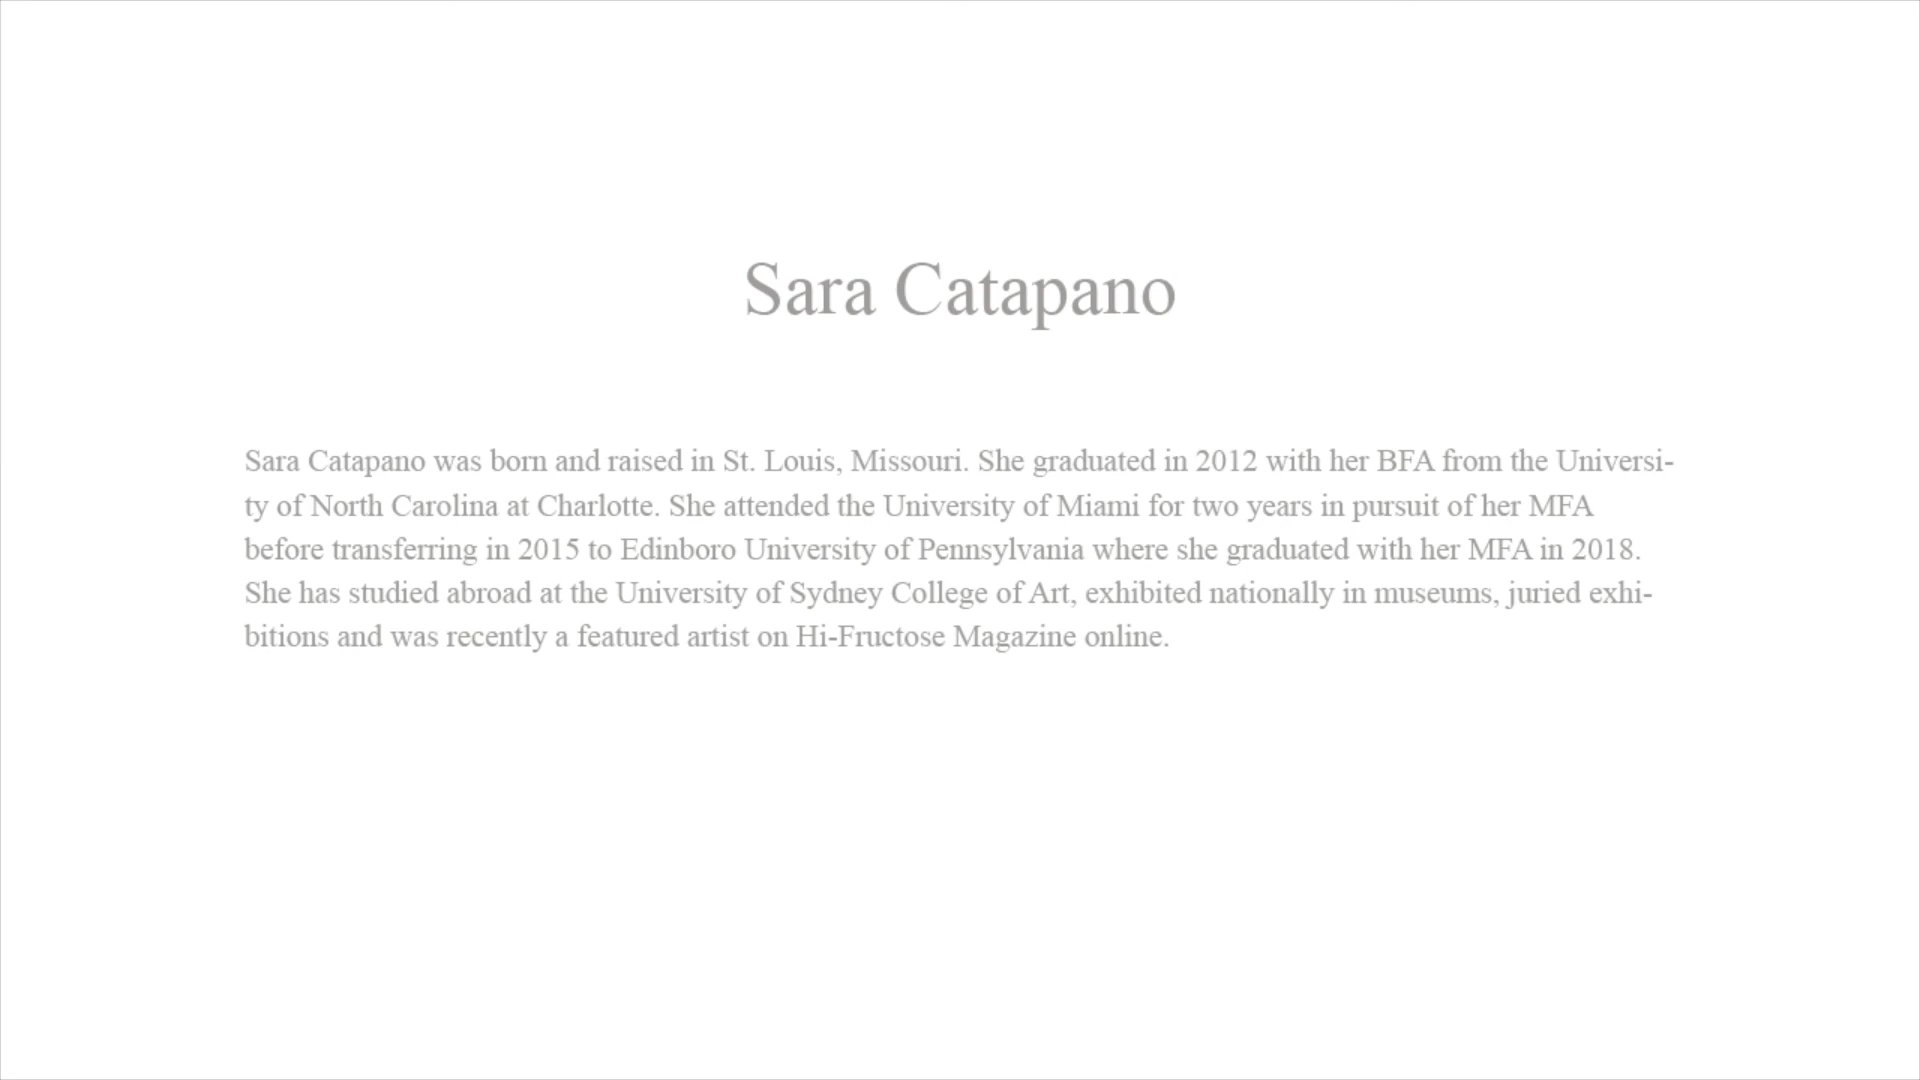 Sara Catapano
Sara Catapano was born and raised in St. Louis, Missouri. She graduated in 2012 with her BFA from the Universi-
ty of North Carolina at Charlotte. She attended the University of Miami for two years in pursuit of her MFA
before transferring in 2015 to Edinboro University of Pennsylvania where she graduated with her MFA in 2018.
She has studied abroad at the University of Sydney College of Art, exhibited nationally in museums, juried exhi-
bitions and was recently a featured artist on Hi-Fructose Magazine online.